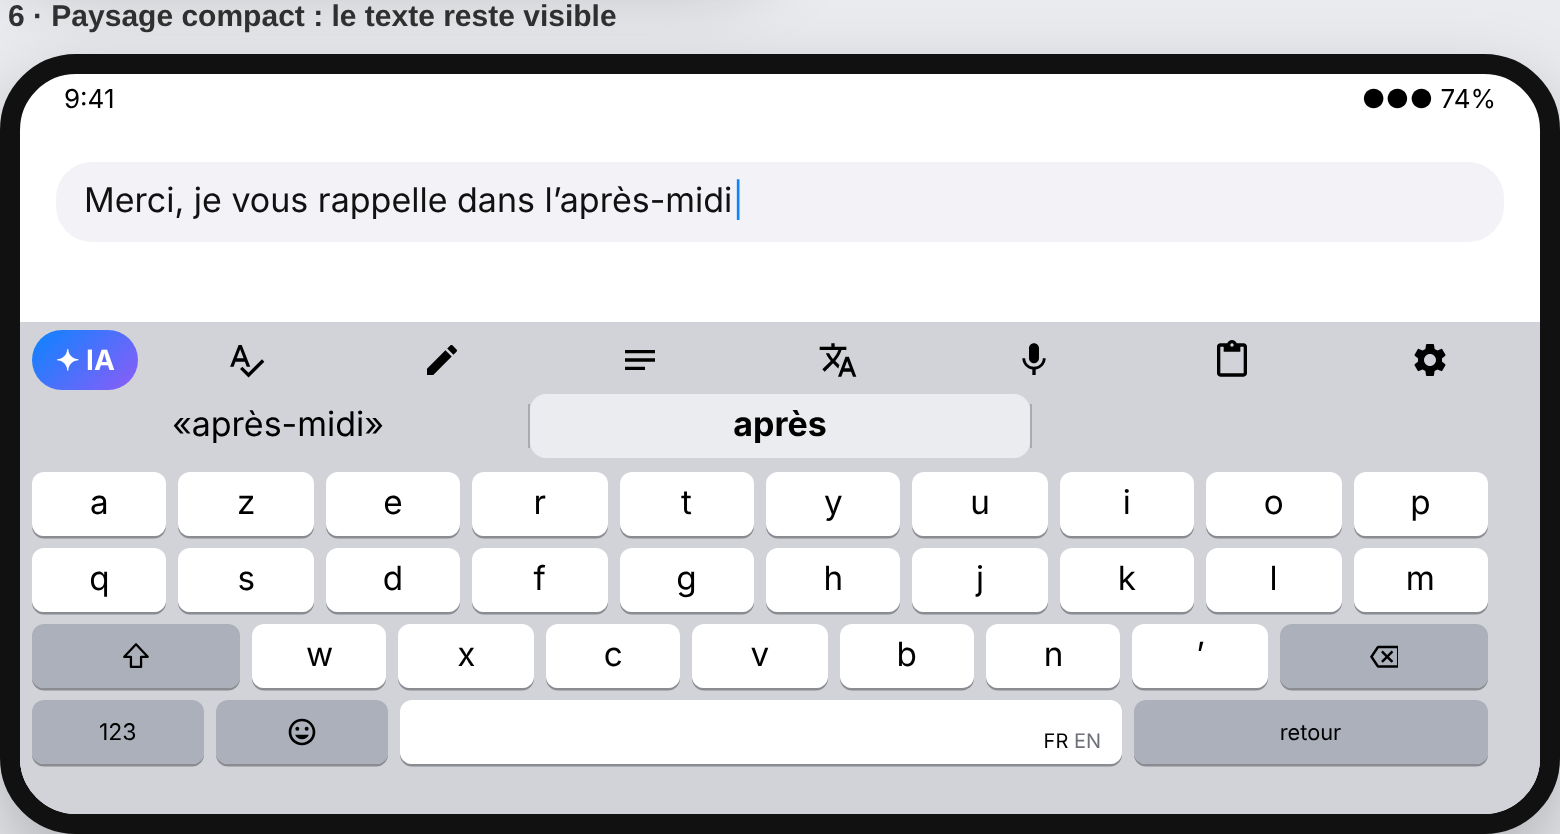 6 · Paysage compact : le texte reste visible
9:41 74%
Merci, je vous rappelle dans l’après-midi
IA
«après-midi» après
a z e r t y u i o p
q s d f g h j k l m
w x c v b n ’
123 FR EN retour